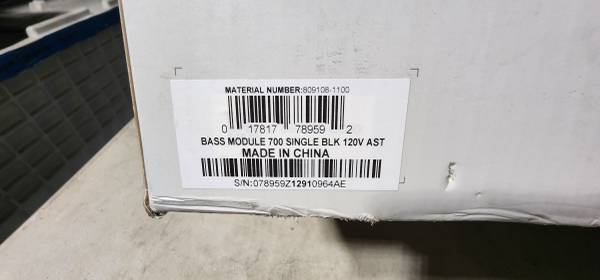 MATERIAL NUMBER:809108-1100
0 17817 78959 2
BASS MODULE 700 SINGLE BLK 120V AST
MADE IN CHINA
S/N:078959Z12910964AE